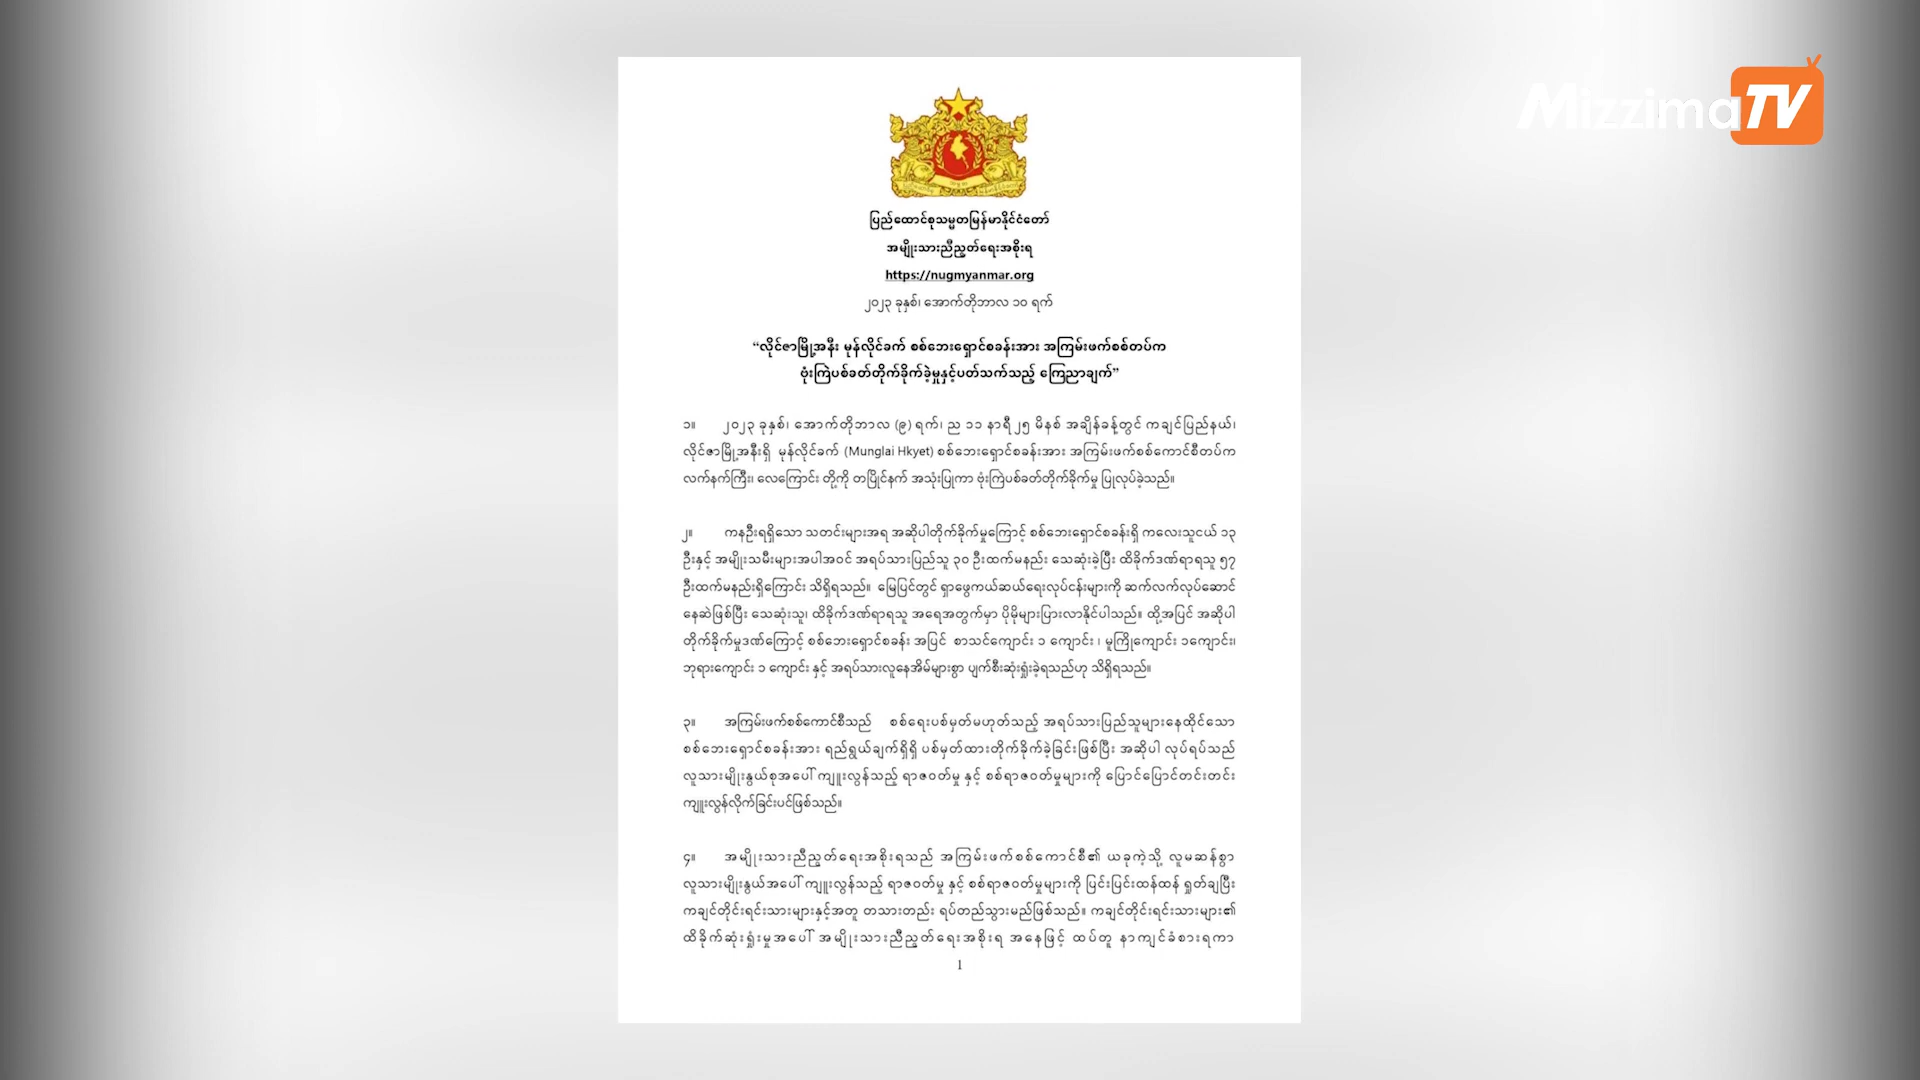 MizzimaTV
ပြည်ထောင်စုသမ္မတမြန်မာနိုင်ငံတော်
အမျိုးသားညီညွတ်ရေးအစိုးရ
https://nugmyanmar.org
၂၀၂၃ ခုနှစ်၊ အောက်တိုဘာလ ၁၀ ရက်
“လိုင်ဇာမြို့အနီး မုန်လိုင်ခက် စစ်ဘေးရှောင်စခန်းအား အကြမ်းဖက်စစ်တပ်က
ဗုံးကြဲပစ်ခတ်တိုက်ခိုက်ခဲ့မှုနှင့်ပတ်သက်သည့် ကြေညာချက်”
၁။ ၂၀၂၃ ခုနှစ်၊ အောက်တိုဘာလ (၉) ရက်၊ ည ၁၁ နာရီ ၂၅ မိနစ် အချိန်ခန့်တွင် ကချင်ပြည်နယ်၊
လိုင်ဇာမြို့အနီးရှိ မုန်လိုင်ခက် (Munglai Hkyet) စစ်ဘေးရှောင်စခန်းအား အကြမ်းဖက်စစ်ကောင်စီတပ်က
လက်နက်ကြီး၊ လေကြောင်း တို့ကို တပြိုင်နက် အသုံးပြုကာ ဗုံးကြဲပစ်ခတ်တိုက်ခိုက်မှု ပြုလုပ်ခဲ့သည်။
၂။ ကနဦးရရှိသော သတင်းများအရ အဆိုပါတိုက်ခိုက်မှုကြောင့် စစ်ဘေးရှောင်စခန်းရှိ ကလေးသူငယ် ၁၃
ဦးနှင့် အမျိုးသမီးများအပါအဝင် အရပ်သားပြည်သူ ၃၀ ဦးထက်မနည်း သေဆုံးခဲ့ပြီး ထိခိုက်ဒဏ်ရာရသူ ၅၇
ဦးထက်မနည်းရှိကြောင်း သိရှိရသည်။ မြေပြင်တွင် ရှာဖွေကယ်ဆယ်ရေးလုပ်ငန်းများကို ဆက်လက်လုပ်ဆောင်
နေဆဲဖြစ်ပြီး သေဆုံးသူ၊ ထိခိုက်ဒဏ်ရာရသူ အရေအတွက်မှာ ပိုမိုများပြားလာနိုင်ပါသည်။ ထို့အပြင် အဆိုပါ
တိုက်ခိုက်မှုဒဏ်ကြောင့် စစ်ဘေးရှောင်စခန်း အပြင် စာသင်ကျောင်း ၁ ကျောင်း ၊ မူကြိုကျောင်း ၁ကျောင်း၊
ဘုရားကျောင်း ၁ ကျောင်း နှင့် အရပ်သားလူနေအိမ်များစွာ ပျက်စီးဆုံးရှုံးခဲ့ရသည်ဟု သိရှိရသည်။
၃။ အကြမ်းဖက်စစ်ကောင်စီသည် စစ်ရေးပစ်မှတ်မဟုတ်သည့် အရပ်သားပြည်သူများနေထိုင်သော
စစ်ဘေးရှောင်စခန်းအား ရည်ရွယ်ချက်ရှိရှိ ပစ်မှတ်ထားတိုက်ခိုက်ခဲ့ခြင်းဖြစ်ပြီး အဆိုပါ လုပ်ရပ်သည်
လူသားမျိုးနွယ်စုအပေါ် ကျူးလွန်သည့် ရာဇဝတ်မှု နှင့် စစ်ရာဇဝတ်မှုများကို ပြောင်ပြောင်တင်းတင်း
ကျူးလွန်လိုက်ခြင်းပင်ဖြစ်သည်။
၄။ အမျိုးသားညီညွတ်ရေးအစိုးရသည် အကြမ်းဖက်စစ်ကောင်စီ၏ ယခုကဲ့သို့ လူမဆန်စွာ
လူသားမျိုးနွယ်အပေါ် ကျူးလွန်သည့် ရာဇဝတ်မှု နှင့် စစ်ရာဇဝတ်မှုများကို ပြင်းပြင်းထန်ထန် ရှုတ်ချပြီး
ကချင်တိုင်းရင်းသားများနှင့်အတူ တသားတည်း ရပ်တည်သွားမည်ဖြစ်သည်။ ကချင်တိုင်းရင်းသားများ၏
ထိခိုက်ဆုံးရှုံးမှုအပေါ် အမျိုးသားညီညွတ်ရေးအစိုးရ အနေဖြင့် ထပ်တူ နာကျင်ခံစားရကာ
1